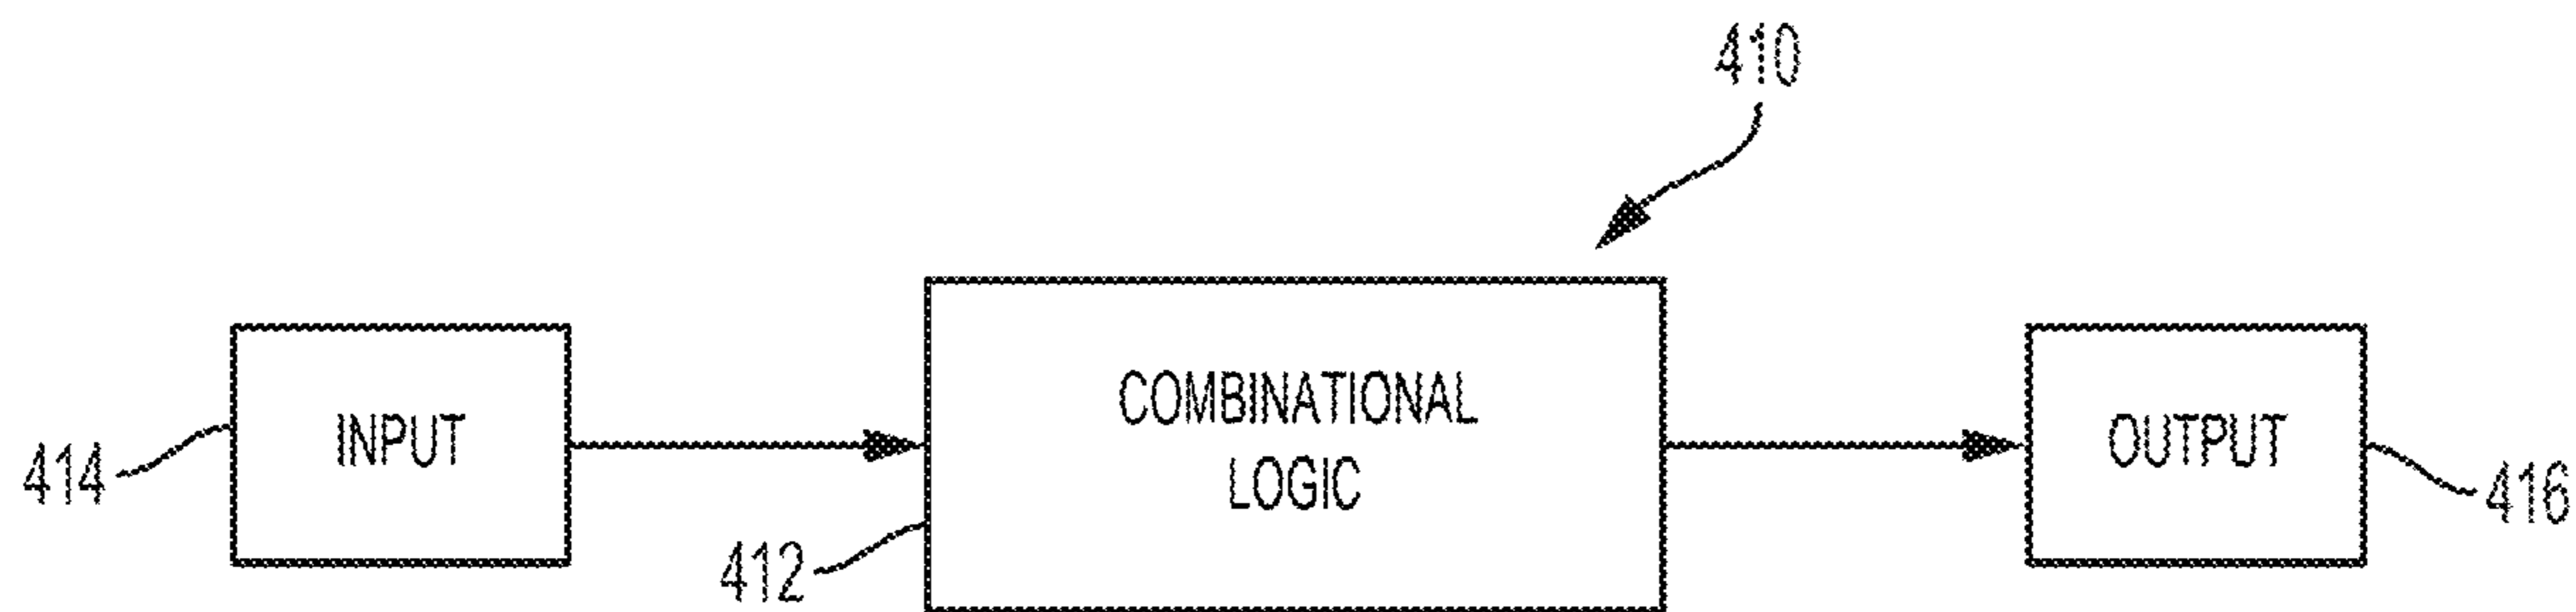 410
INPUT
COMBINATIONAL
LOGIC
OUTPUT
414
412
416